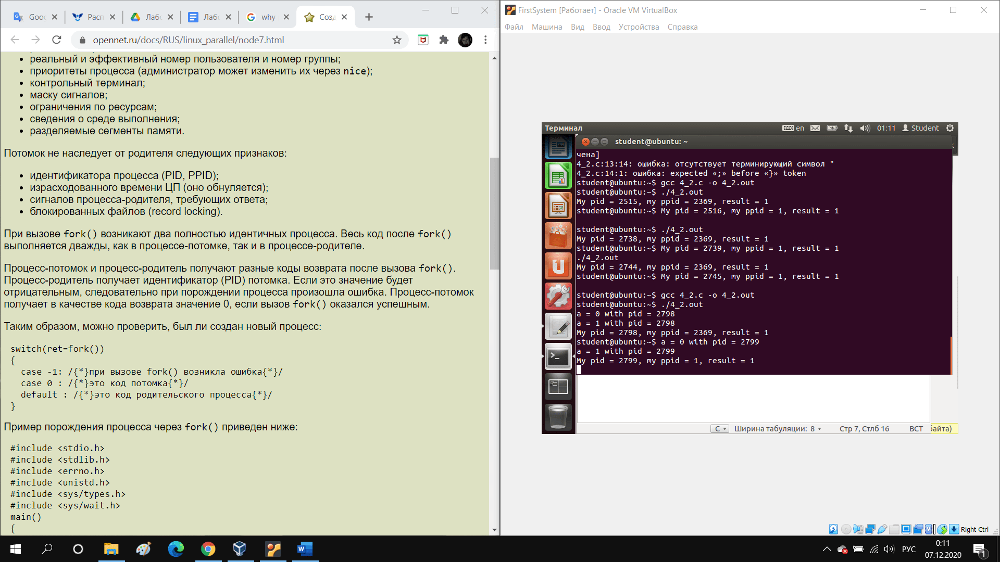 Goo
Расп
Лабо
Лабо
why
Созд
opennet.ru/docs/RUS/linux_parallel/node7.html
реальный и эффективный номер пользователя и номер группы;
приоритеты процесса (администратор может изменить их через nice);
контрольный терминал;
маску сигналов;
ограничения по ресурсам;
сведения о среде выполнения;
разделяемые сегменты памяти.
Потомок не наследует от родителя следующих признаков:
идентификатора процесса (PID, PPID);
израсходованного времени ЦП (оно обнуляется);
сигналов процесса-родителя, требующих ответа;
блокированных файлов (record locking).
При вызове fork() возникают два полностью идентичных процесса. Весь код после fork()
выполняется дважды, как в процессе-потомке, так и в процессе-родителе.
Процесс-потомок и процесс-родитель получают разные коды возврата после вызова fork().
Процесс-родитель получает идентификатор (PID) потомка. Если это значение будет
отрицательным, следовательно при порождении процесса произошла ошибка. Процесс-потомок
получает в качестве кода возврата значение 0, если вызов fork() оказался успешным.
Таким образом, можно проверить, был ли создан новый процесс:
switch(ret=fork())
{
case -1: /{*}при вызове fork() возникла ошибка{*}/
case 0 : /{*}это код потомка{*}/
default : /{*}это код родительского процесса{*}/
}
Пример порождения процесса через fork() приведен ниже:
#include <stdio.h>
#include <stdlib.h>
#include <errno.h>
#include <unistd.h>
#include <sys/types.h>
#include <sys/wait.h>
main()
{
FirstSystem [Работает] - Oracle VM VirtualBox
Файл Машина Вид Ввод Устройства Справка
Терминал en 01:11 Student
student@ubuntu: ~
чена]
4_2.c:13:14: ошибка: отсутствует терминирующий символ "
4_2.c:14:1: ошибка: expected «;» before «}» token
student@ubuntu:~$ gcc 4_2.c -o 4_2.out
student@ubuntu:~$ ./4_2.out
My pid = 2515, my ppid = 2369, result = 1
student@ubuntu:~$ My pid = 2516, my ppid = 1, result = 1
student@ubuntu:~$ ./4_2.out
My pid = 2738, my ppid = 2369, result = 1
student@ubuntu:~$ My pid = 2739, my ppid = 1, result = 1
./4_2.out
My pid = 2744, my ppid = 2369, result = 1
student@ubuntu:~$ My pid = 2745, my ppid = 1, result = 1
student@ubuntu:~$ gcc 4_2.c -o 4_2.out
student@ubuntu:~$ ./4_2.out
a = 0 with pid = 2798
a = 1 with pid = 2798
My pid = 2798, my ppid = 2369, result = 1
student@ubuntu:~$ a = 0 with pid = 2799
a = 1 with pid = 2799
My pid = 2799, my ppid = 1, result = 1
C Ширина табуляции: 8 Стр 7, Стлб 16 ВСТ байта)
Right Ctrl
РУС
0:11
07.12.2020
1